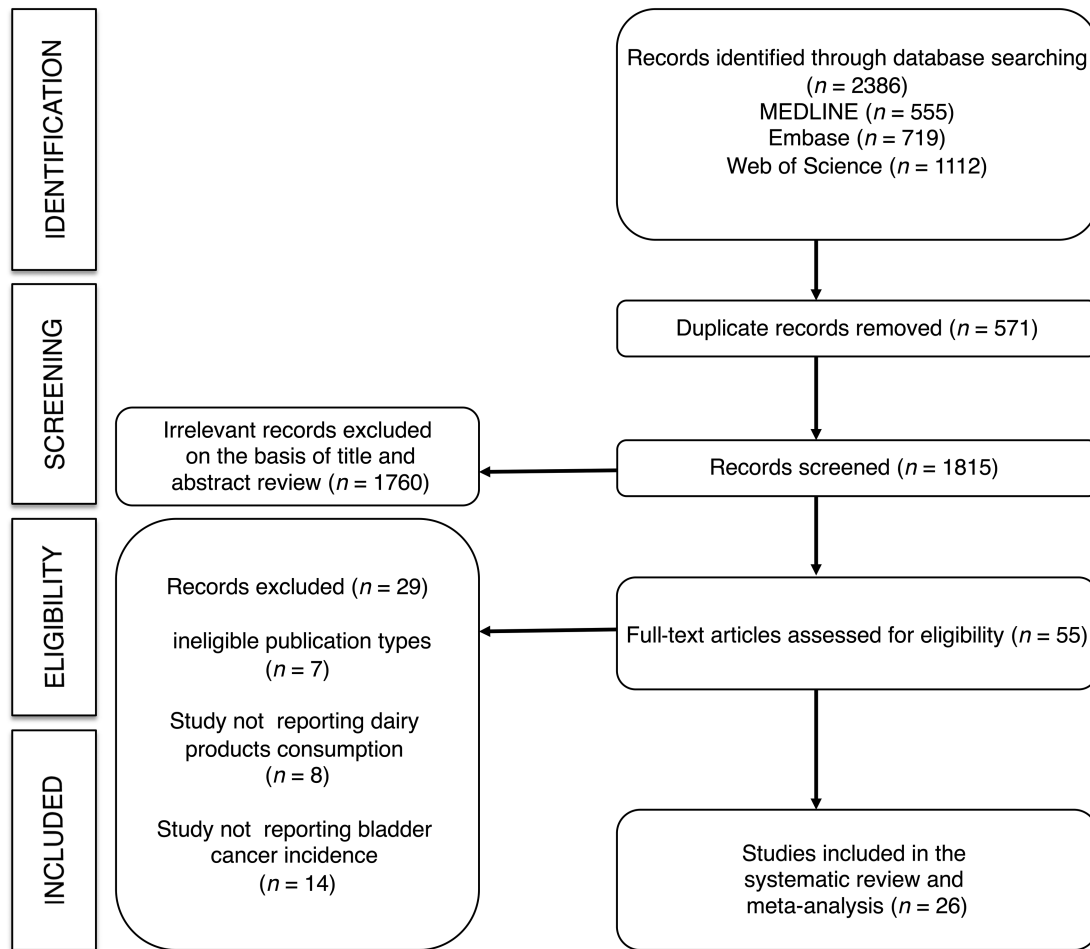 IDENTIFICATION
Records identified through database searching
(n = 2386)
MEDLINE (n = 555)
Embase (n = 719)
Web of Science (n = 1112)
SCREENING
Duplicate records removed (n = 571)
Irrelevant records excluded
on the basis of title and
abstract review (n = 1760)
Records screened (n = 1815)
ELIGIBILITY
Records excluded (n = 29)
ineligible publication types
(n = 7)
Study not reporting dairy
products consumption
(n = 8)
Study not reporting bladder
cancer incidence
(n = 14)
Full-text articles assessed for eligibility (n = 55)
INCLUDED
Studies included in the
systematic review and
meta-analysis (n = 26)